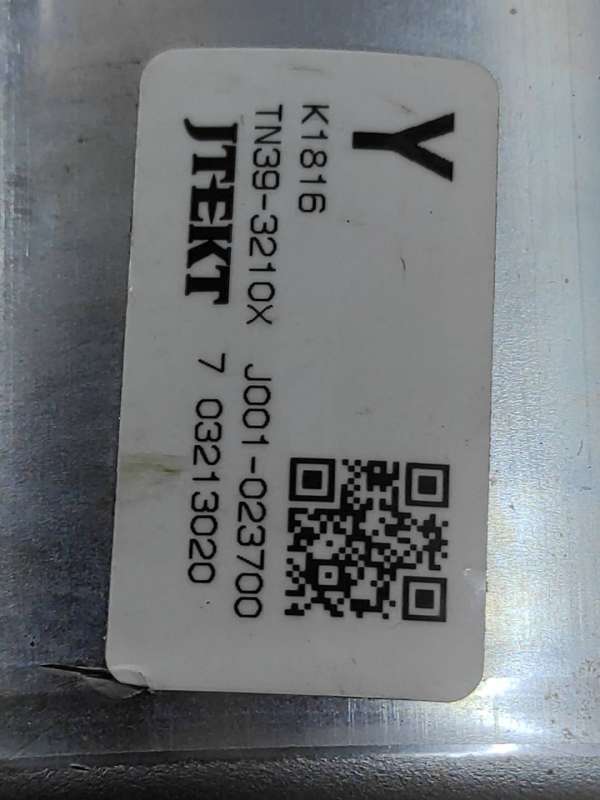 Y
K1816
TN39-3210X J001-023700
JTEKT 7 03213020